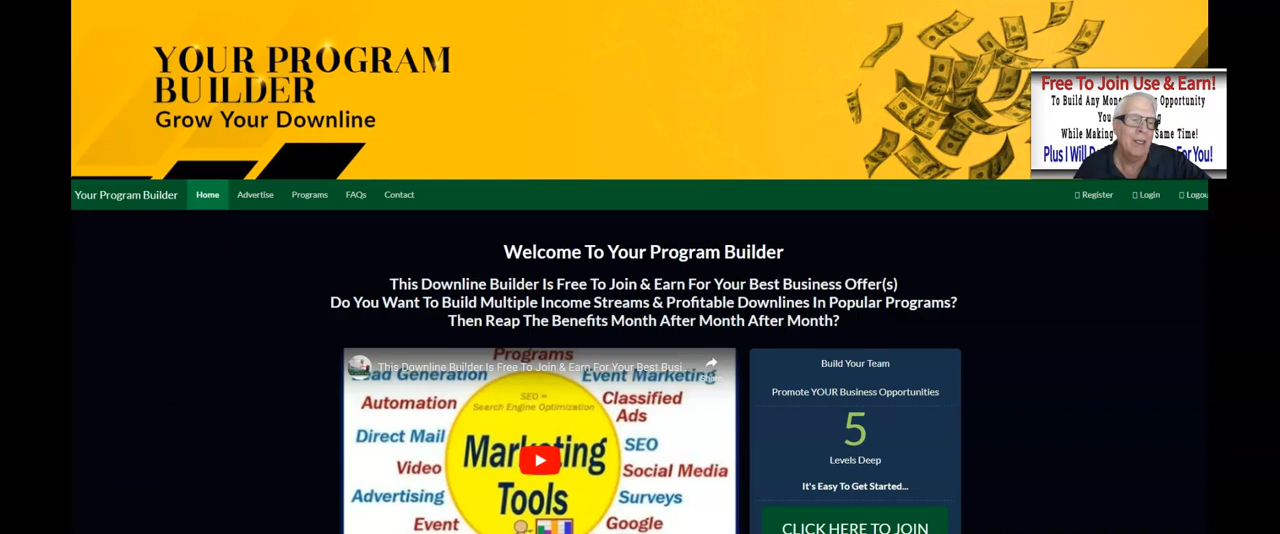 YOUR PROGRAM
BUILDER
Grow Your Downline
Free To Join Use & Earn!
To Build Any Opportunity
You
While Making Same Time!
Plus I Will For You!
Your Program Builder Home Advertise Programs FAQs Contact Register Login Logou
Welcome To Your Program Builder
This Downline Builder Is Free To Join & Earn For Your Best Business Offer(s)
Do You Want To Build Multiple Income Streams & Profitable Downlines In Popular Programs?
Then Reap The Benefits Month After Month After Month?
This Downline Builder Is Free To Join & Earn For Your Best Busi...
Share
Programs
Lead Generation
Event Marketing
SEO =
Search Engine Optimization
Automation
Classified
Ads
Direct Mail
SEO
Marketing
Tools
Video
Social Media
Advertising
Surveys
Event
Google
Build Your Team
Promote YOUR Business Opportunities
5
Levels Deep
It's Easy To Get Started...
CLICK HERE TO JOIN